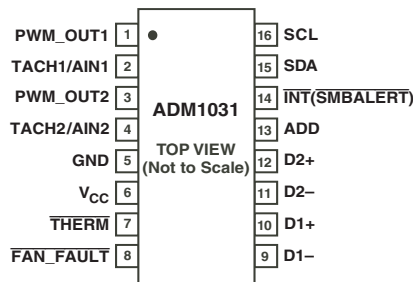 PWM_OUT1 1
TACH1/AIN1 2
PWM_OUT2 3
TACH2/AIN2 4
GND 5
VCC 6
THERM 7
FAN_FAULT 8
ADM1031
TOP VIEW
(Not to Scale)
16 SCL
15 SDA
14 INT(SMBALERT)
13 ADD
12 D2+
11 D2–
10 D1+
9 D1–